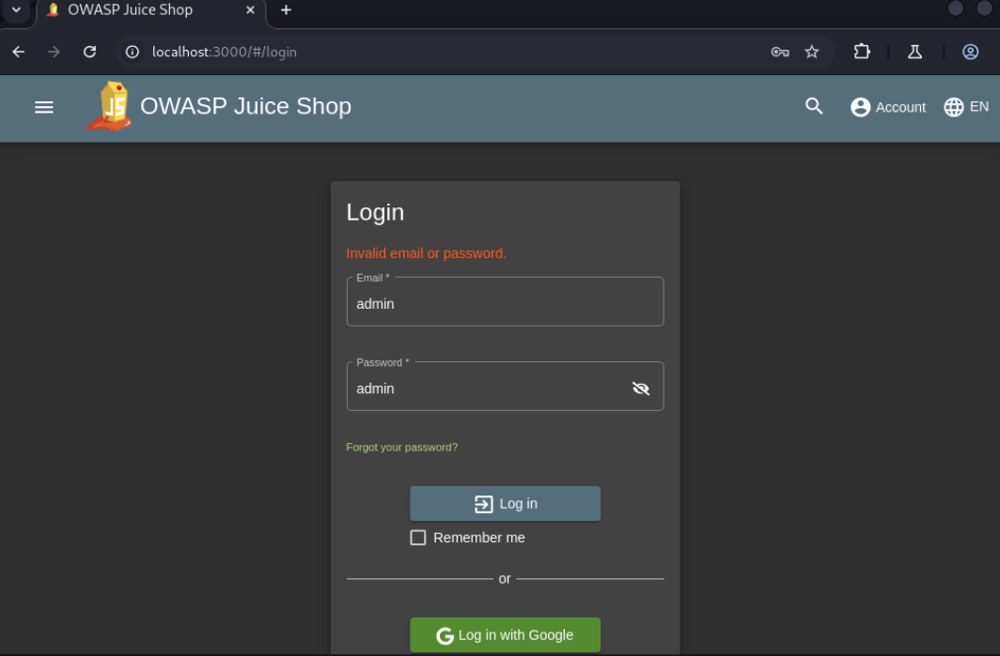 OWASP Juice Shop
localhost:3000/#/login
OWASP Juice Shop
Account
EN
Login
Invalid email or password.
Email *
admin
Password *
admin
Forgot your password?
Log in
Remember me
or
Log in with Google